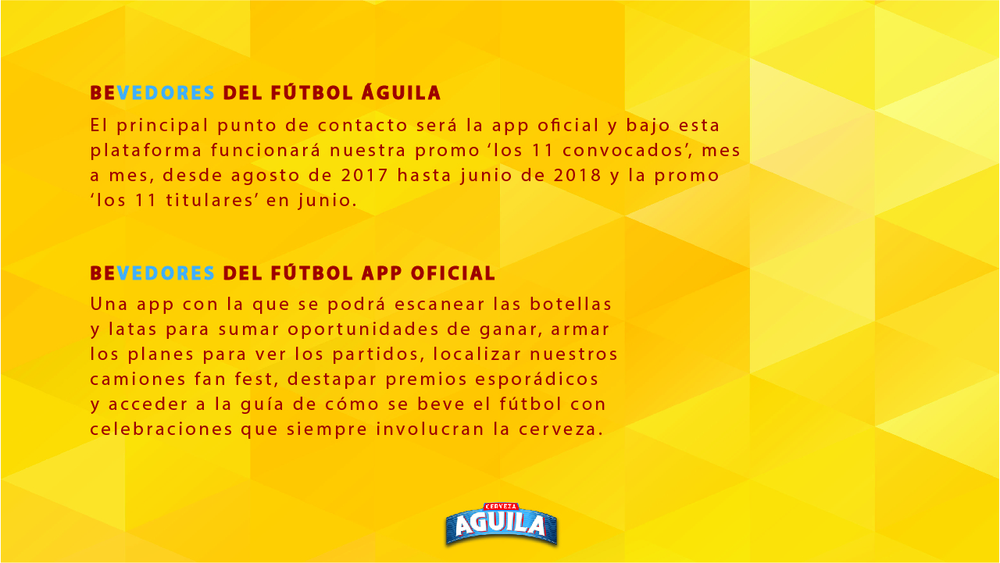 BEVEDORES DEL FÚTBOL ÁGUILA
El principal punto de contacto será la app oficial y bajo esta
plataforma funcionará nuestra promo ‘los 11 convocados’, mes
a mes, desde agosto de 2017 hasta junio de 2018 y la promo
‘los 11 titulares’ en junio.
BEVEDORES DEL FÚTBOL APP OFICIAL
Una app con la que se podrá escanear las botellas
y latas para sumar oportunidades de ganar, armar
los planes para ver los partidos, localizar nuestros
camiones fan fest, destapar premios esporádicos
y acceder a la guía de cómo se beve el fútbol con
celebraciones que siempre involucran la cerveza.
CERVEZA
AGUILA